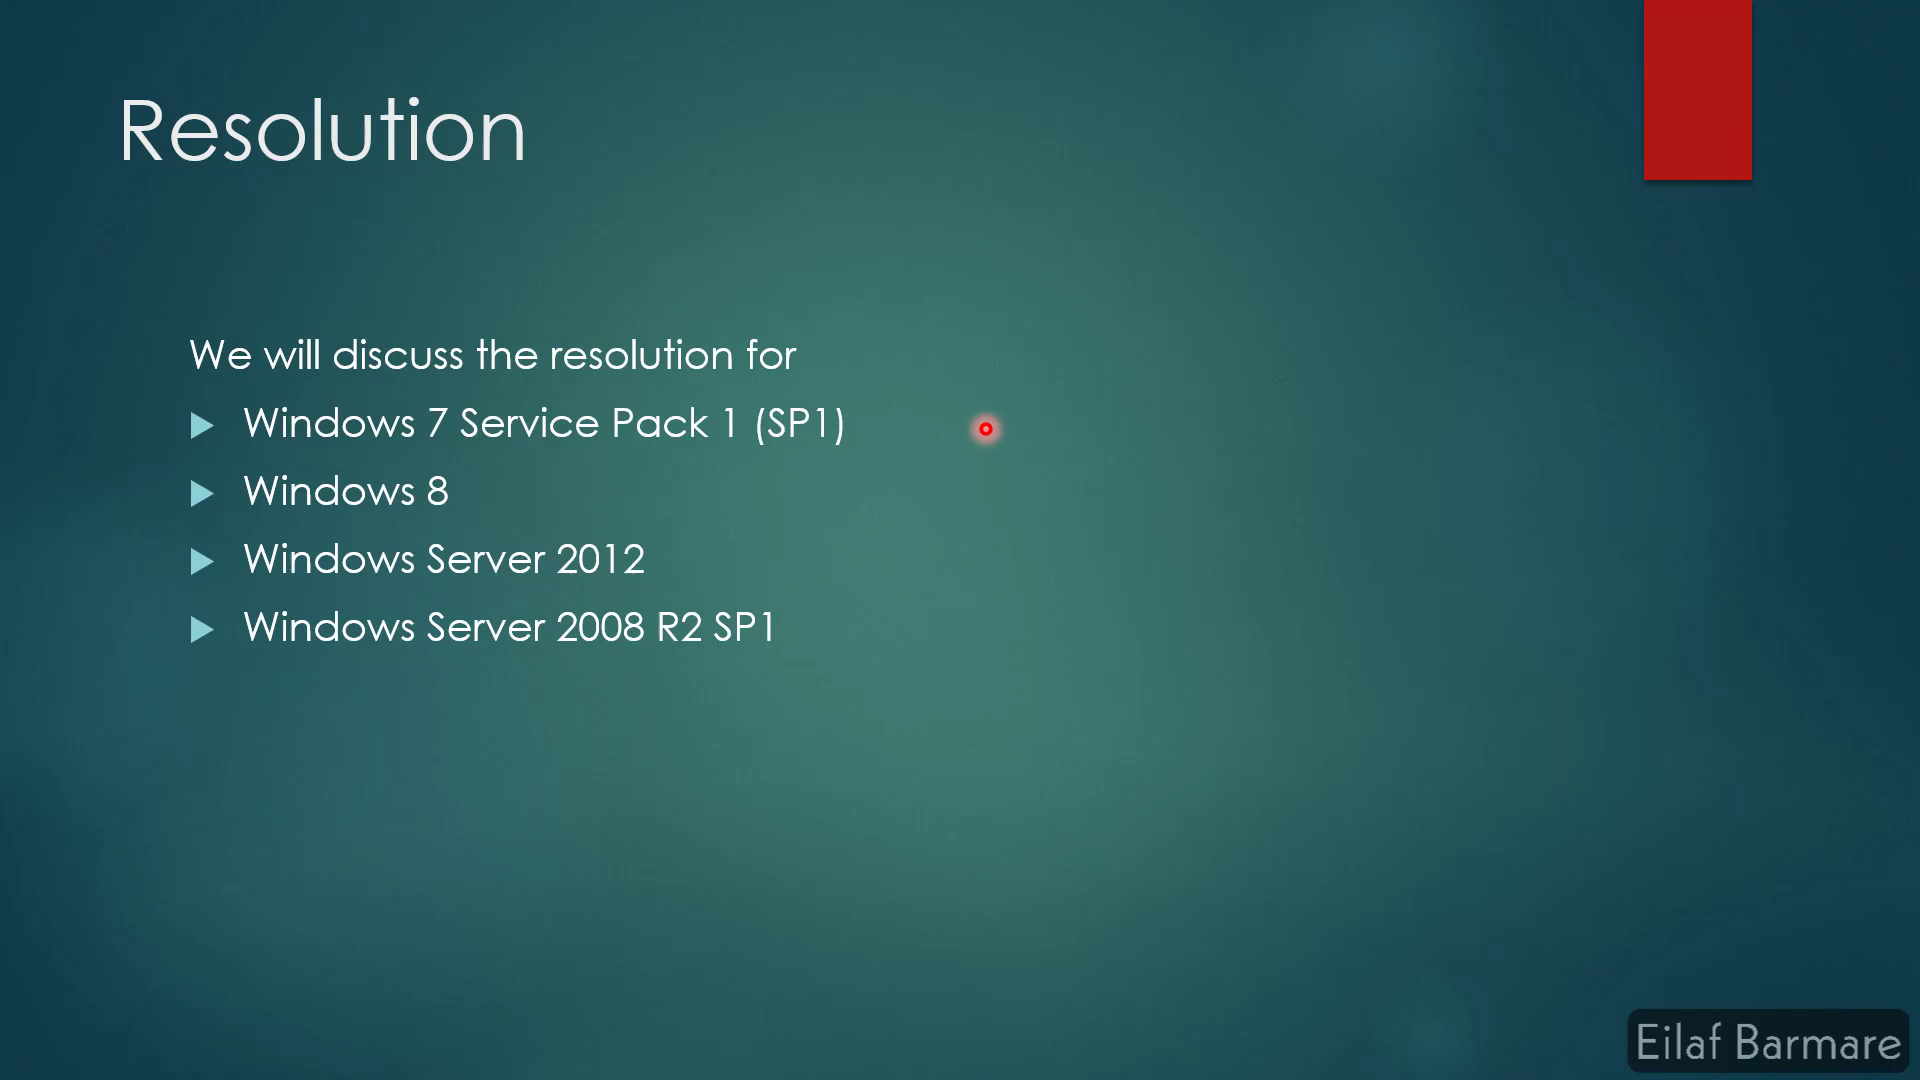 Resolution
We will discuss the resolution for
Windows 7 Service Pack 1 (SP1)
Windows 8
Windows Server 2012
Windows Server 2008 R2 SP1
Eilaf Barmare